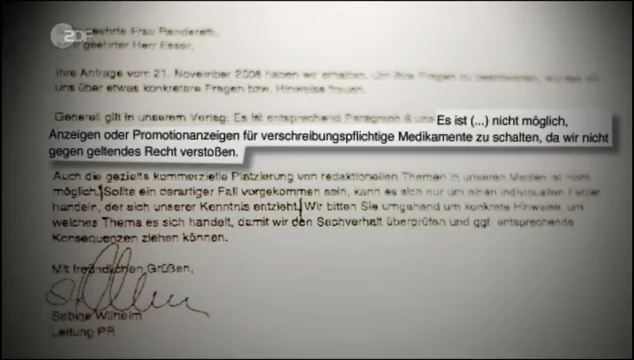 ZDF
geehrte Frau Randerath,
geehrter Herr Esser,
Ihre Anfrage vom 21. November 2008 haben wir erhalten. Um Ihre Fragen zu beantworten, würden wir
uns über etwas konkretere Fragen bzw. Hinweise freuen.
Generell gilt in unserem Verlag: Es ist entsprechend Paragraph 8 Es ist (...) nicht möglich,
Anzeigen oder Promotionanzeigen für verschreibungspflichtige Medikamente zu schalten, da wir nicht
gegen geltendes Recht verstoßen.
Auch die gezielte kommerzielle Platzierung von redaktionellen Themen in unseren Medien ist nicht
möglich. Sollte ein derartiger Fall vorgekommen sein, kann es sich nur um einen individuellen Fehler
handeln, der sich unserer Kenntnis entzieht. Wir bitten Sie umgehend um konkrete Hinweise, um
welches Thema es sich handelt, damit wir den Sachverhalt überprüfen und ggf. entsprechende
Konsequenzen ziehen können.
Mit freundlichen Grüßen,
Sabine Wilhelm
Leitung PR